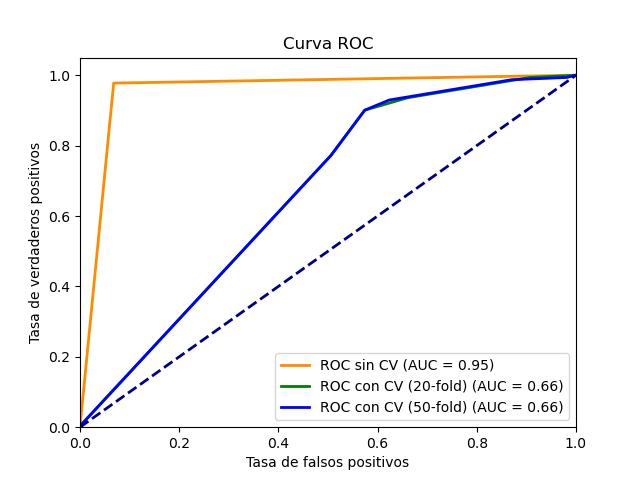 Curva ROC
Tasa de verdaderos positivos
1.0
0.8
0.6
0.4
0.2
0.0
ROC sin CV (AUC = 0.95)
ROC con CV (20-fold) (AUC = 0.66)
ROC con CV (50-fold) (AUC = 0.66)
0.0 0.2 0.4 0.6 0.8 1.0
Tasa de falsos positivos